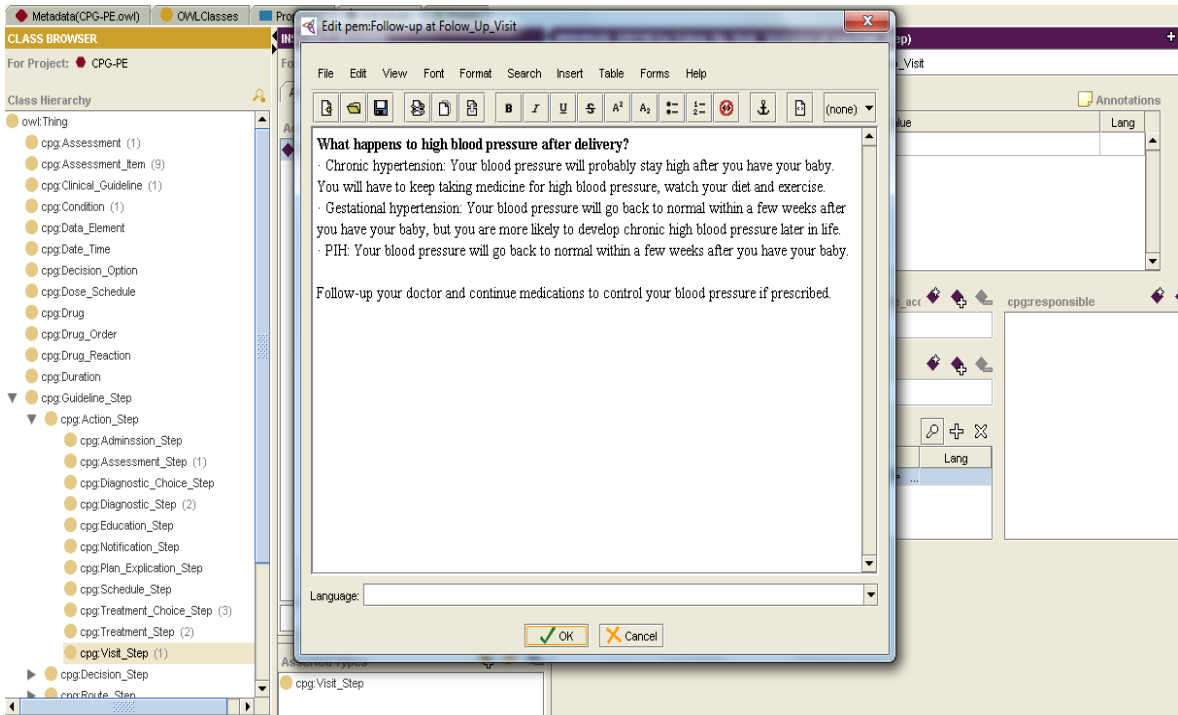 Metadata(CPG-PE.owl)
OWLClasses
Pro
CLASS BROWSER
For Project: CPG-PE
Class Hierarchy
owl:Thing
cpg:Assessment (1)
cpg:Assessment_Item (9)
cpg:Clinical_Guideline (1)
cpg:Condition (1)
cpg:Data_Element
cpg:Date_Time
cpg:Decision_Option
cpg:Dose_Schedule
cpg:Drug
cpg:Drug_Order
cpg:Drug_Reaction
cpg:Duration
cpg:Guideline_Step
cpg:Action_Step
cpg:Adminssion_Step
cpg:Assessment_Step (1)
cpg:Diagnostic_Choice_Step
cpg:Diagnostic_Step (2)
cpg:Education_Step
cpg:Notification_Step
cpg:Plan_Explication_Step
cpg:Schedule_Step
cpg:Treatment_Choice_Step (3)
cpg:Treatment_Step (2)
cpg:Visit_Step (1)
cpg:Decision_Step
cpg:Route_Step
Edit pem:Follow-up at Folow_Up_Visit
File Edit View Font Format Search Insert Table Forms Help
B I U S A² A₂ (none)
What happens to high blood pressure after delivery?
· Chronic hypertension: Your blood pressure will probably stay high after you have your baby.
You will have to keep taking medicine for high blood pressure, watch your diet and exercise.
· Gestational hypertension: Your blood pressure will go back to normal within a few weeks after
you have your baby, but you are more likely to develop chronic high blood pressure later in life.
· PIH: Your blood pressure will go back to normal within a few weeks after you have your baby.
Follow-up your doctor and continue medications to control your blood pressure if prescribed.
Language:
OK Cancel
Asserted Types
cpg:Visit_Step
ep)
_Visit
Annotations
lue Lang
_acc
cpg:responsible
Lang
...